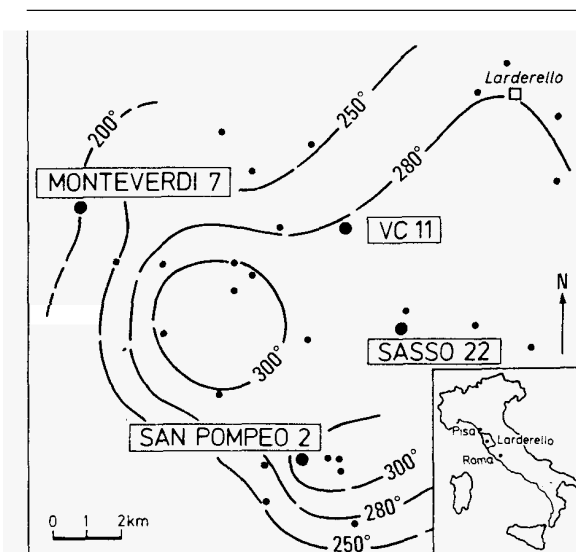 Larderello
250°
200°
280°
MONTEVERDI 7
VC 11
N
SASSO 22
300°
SAN POMPEO 2
Pisa
Larderello
Roma
300°
280°
250°
0 1 2km